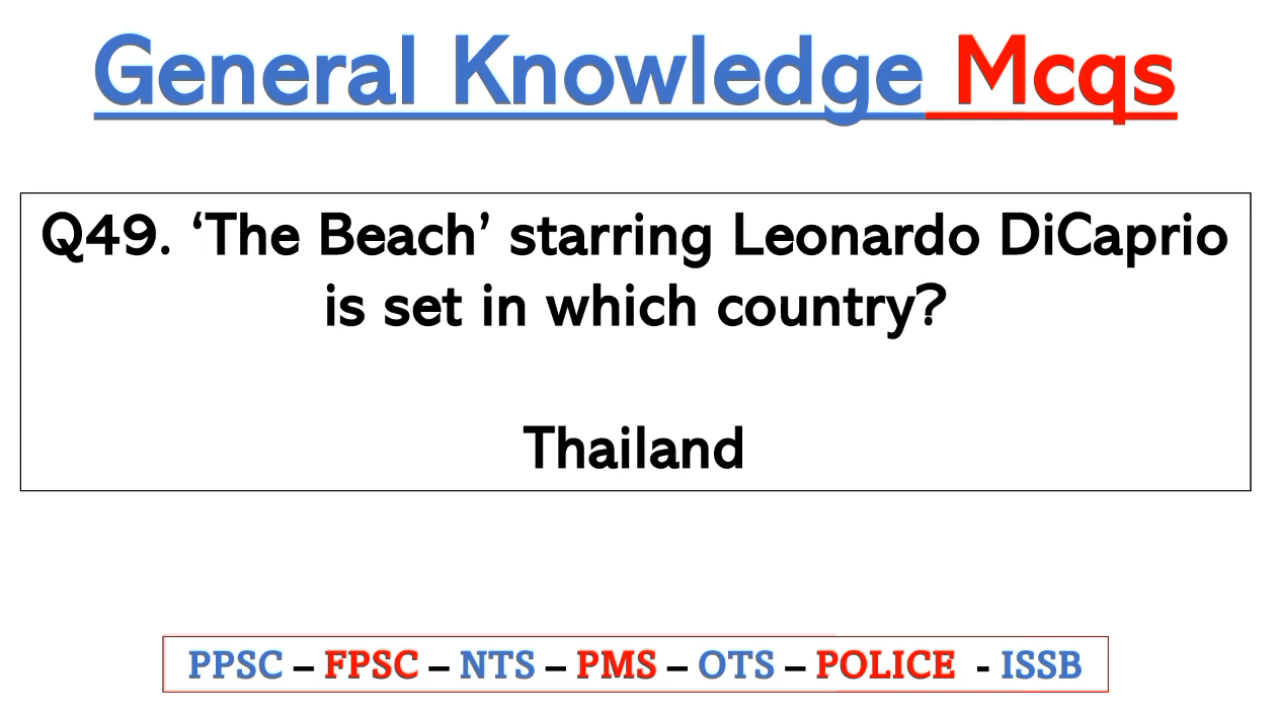 General Knowledge Mcqs
Q49. ‘The Beach’ starring Leonardo DiCaprio
is set in which country?
Thailand
PPSC – FPSC – NTS – PMS – OTS – POLICE - ISSB